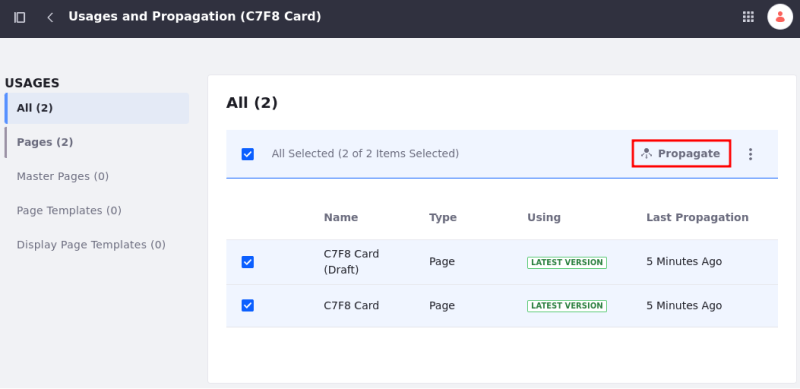 Usages and Propagation (C7F8 Card)
USAGES
All (2)
Pages (2)
Master Pages (0)
Page Templates (0)
Display Page Templates (0)
All (2)
All Selected (2 of 2 Items Selected)
Propagate
Name Type Using Last Propagation
C7F8 Card
(Draft) Page LATEST VERSION 5 Minutes Ago
C7F8 Card Page LATEST VERSION 5 Minutes Ago